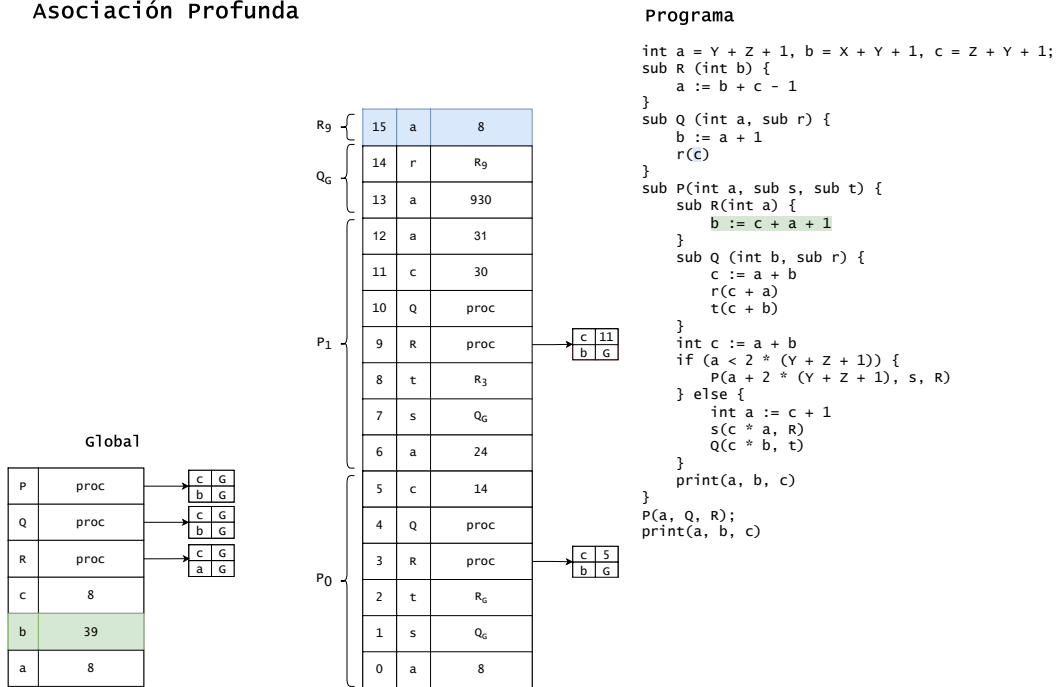 Asociación Profunda
Programa
int a = Y + Z + 1, b = X + Y + 1, c = Z + Y + 1;
sub R (int b) {
    a := b + c - 1
}
sub Q (int a, sub r) {
    b := a + 1
    r(c)
}
sub P(int a, sub s, sub t) {
    sub R(int a) {
        b := c + a + 1
    }
    sub Q (int b, sub r) {
        c := a + b
        r(c + a)
        t(c + b)
    }
    int c := a + b
    if (a < 2 * (Y + Z + 1)) {
        P(a + 2 * (Y + Z + 1), s, R)
    } else {
        int a := c + 1
        s(c * a, R)
        Q(c * b, t)
    }
    print(a, b, c)
}
P(a, Q, R);
print(a, b, c)
R9
15 a 8
QG
14 r R9
13 a 930
P1
12 a 31
11 c 30
10 Q proc
9 R proc
c 11
b G
8 t R3
7 s QG
6 a 24
P0
5 c 14
4 Q proc
3 R proc
c 5
b G
2 t RG
1 s QG
0 a 8
Global
P proc
c G
b G
Q proc
c G
b G
R proc
c G
a G
c 8
b 39
a 8